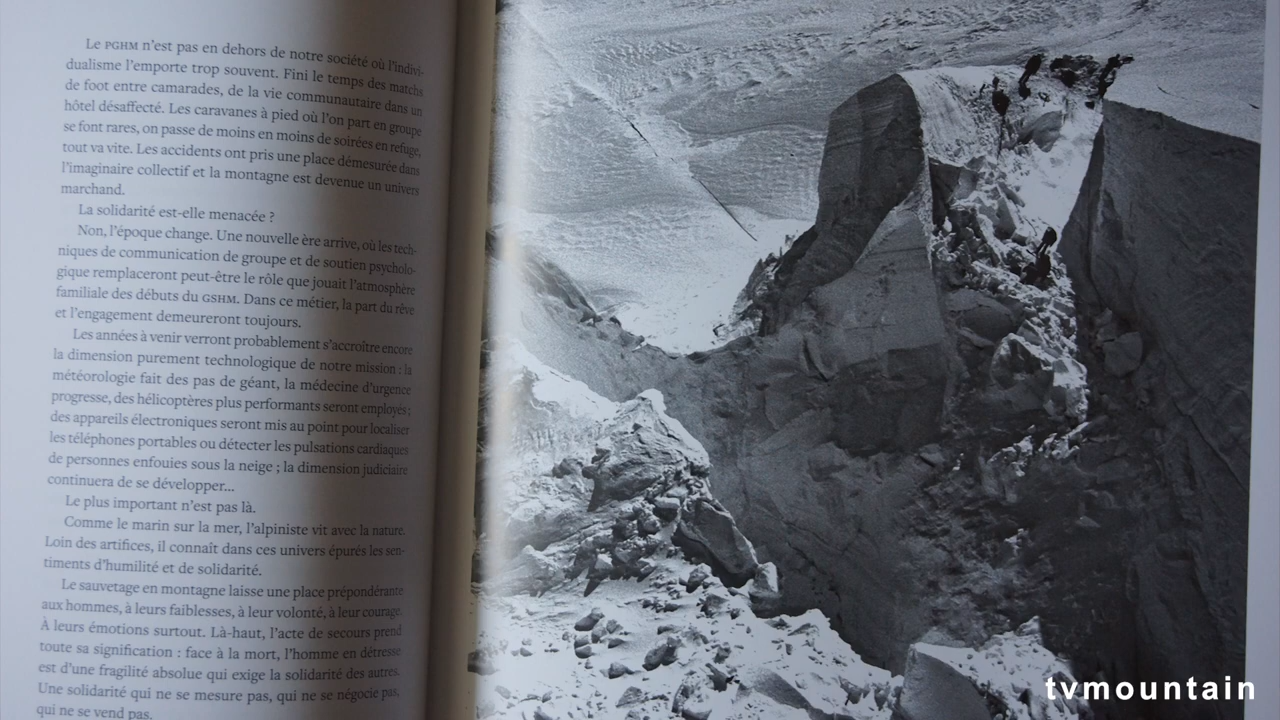 Le PGHM n'est pas en dehors de notre société où l'indivi-
dualisme l'emporte trop souvent. Fini le temps des matchs
de foot entre camarades, de la vie communautaire dans un
hôtel désaffecté. Les caravanes à pied où l'on part en groupe
se font rares, on passe de moins en moins de soirées en refuge,
tout va vite. Les accidents ont pris une place démesurée dans
l'imaginaire collectif et la montagne est devenue un univers
marchand.
La solidarité est-elle menacée ?
Non, l'époque change. Une nouvelle ère arrive, où les tech-
niques de communication de groupe et de soutien psycholo-
gique remplaceront peut-être le rôle que jouait l'atmosphère
familiale des débuts du GSHM. Dans ce métier, la part du rêve
et l'engagement demeureront toujours.
Les années à venir verront probablement s'accroître encore
la dimension purement technologique de notre mission : la
météorologie fait des pas de géant, la médecine d'urgence
progresse, des hélicoptères plus performants seront employés ;
des appareils électroniques seront mis au point pour localiser
les téléphones portables ou détecter les pulsations cardiaques
de personnes enfouies sous la neige ; la dimension judiciaire
continuera de se développer...
Le plus important n'est pas là.
Comme le marin sur la mer, l'alpiniste vit avec la nature.
Loin des artifices, il connaît dans ces univers épurés les sen-
timents d'humilité et de solidarité.
Le sauvetage en montagne laisse une place prépondérante
aux hommes, à leurs faiblesses, à leur volonté, à leur courage.
À leurs émotions surtout. Là-haut, l'acte de secours prend
toute sa signification : face à la mort, l'homme en détresse
est d'une fragilité absolue qui exige la solidarité des autres.
Une solidarité qui ne se mesure pas, qui ne se négocie pas,
qui ne se vend pas.
tvmountain